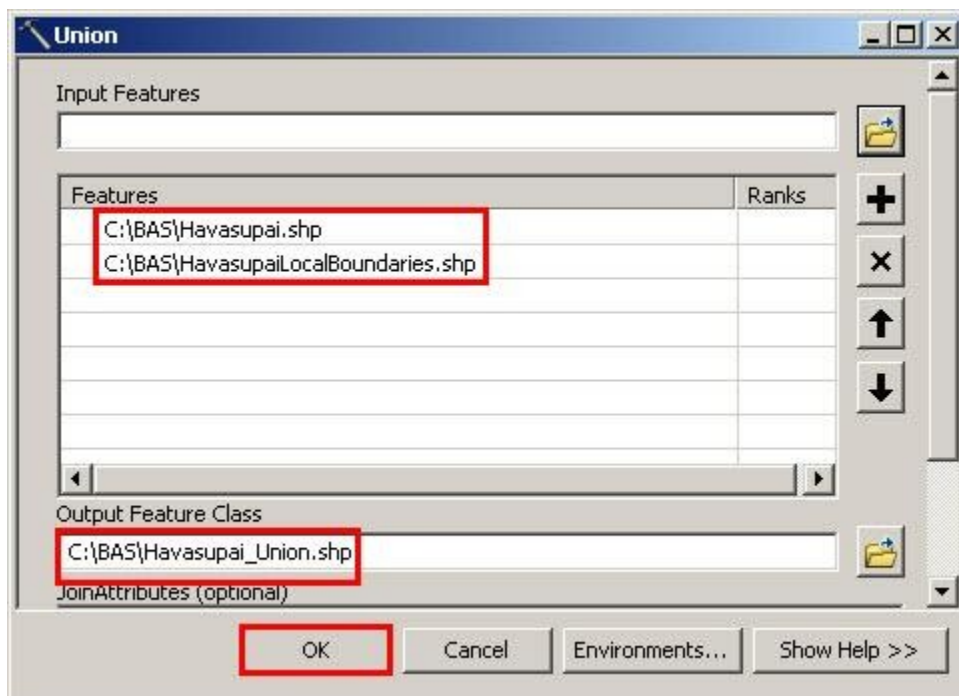 Union
Input Features
Features Ranks
C:\BAS\Havasupai.shp
C:\BAS\HavasupaiLocalBoundaries.shp
Output Feature Class
C:\BAS\Havasupai_Union.shp
JoinAttributes (optional)
OK Cancel Environments... Show Help >>